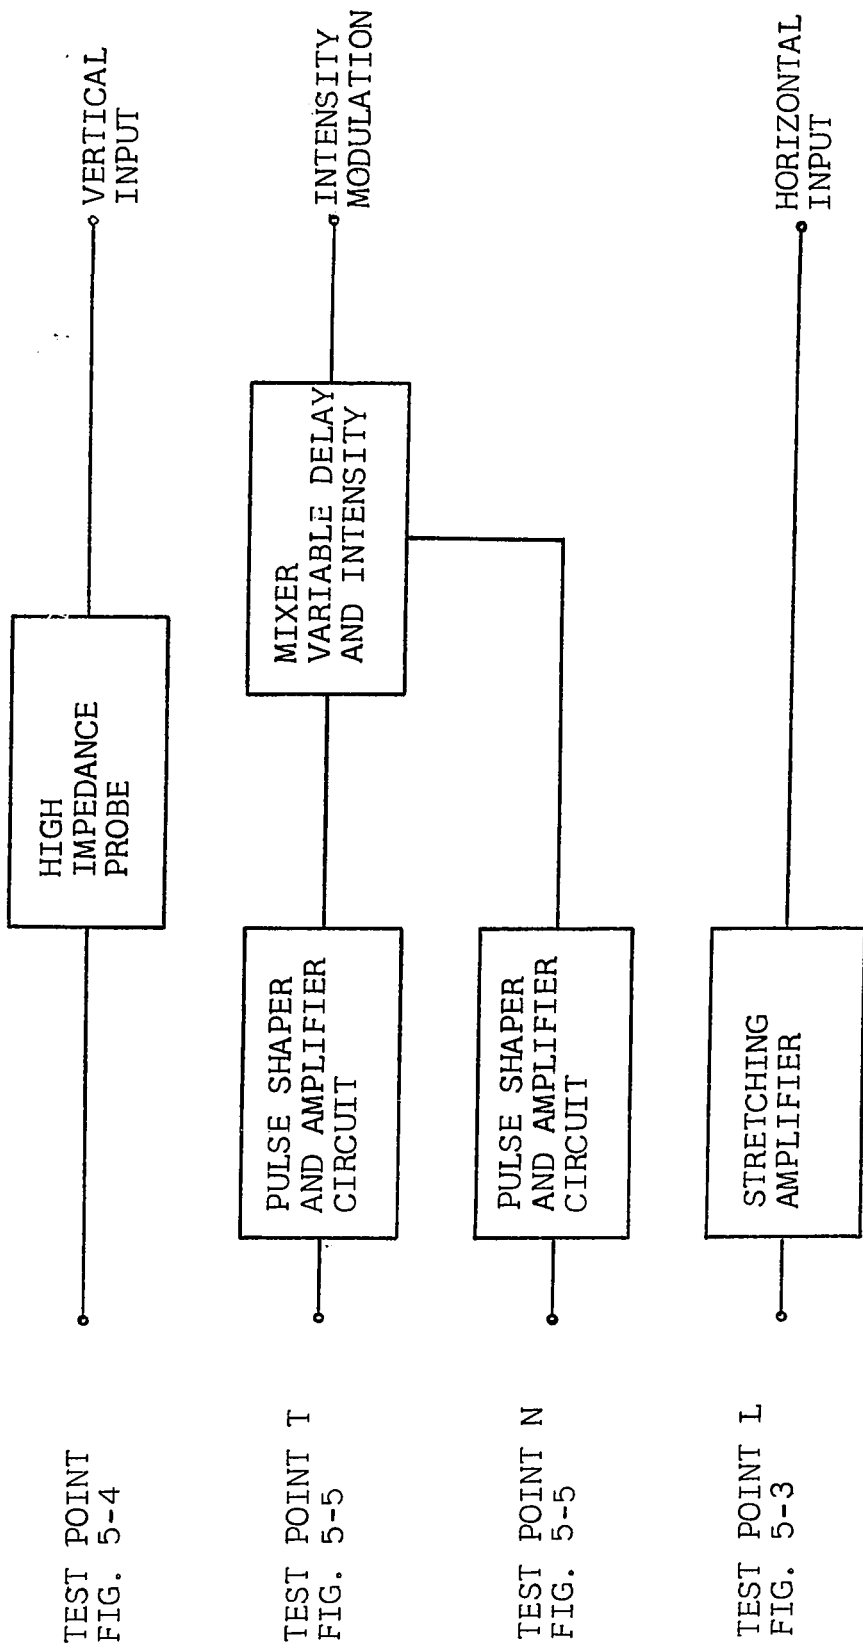 TEST POINT
FIG. 5-4
HIGH
IMPEDANCE
PROBE
VERTICAL
INPUT
TEST POINT T
FIG. 5-5
PULSE SHAPER
AND AMPLIFIER
CIRCUIT
MIXER
VARIABLE DELAY
AND INTENSITY
INTENSITY
MODULATION
TEST POINT N
FIG. 5-5
PULSE SHAPER
AND AMPLIFIER
CIRCUIT
TEST POINT L
FIG. 5-3
STRETCHING
AMPLIFIER
HORIZONTAL
INPUT